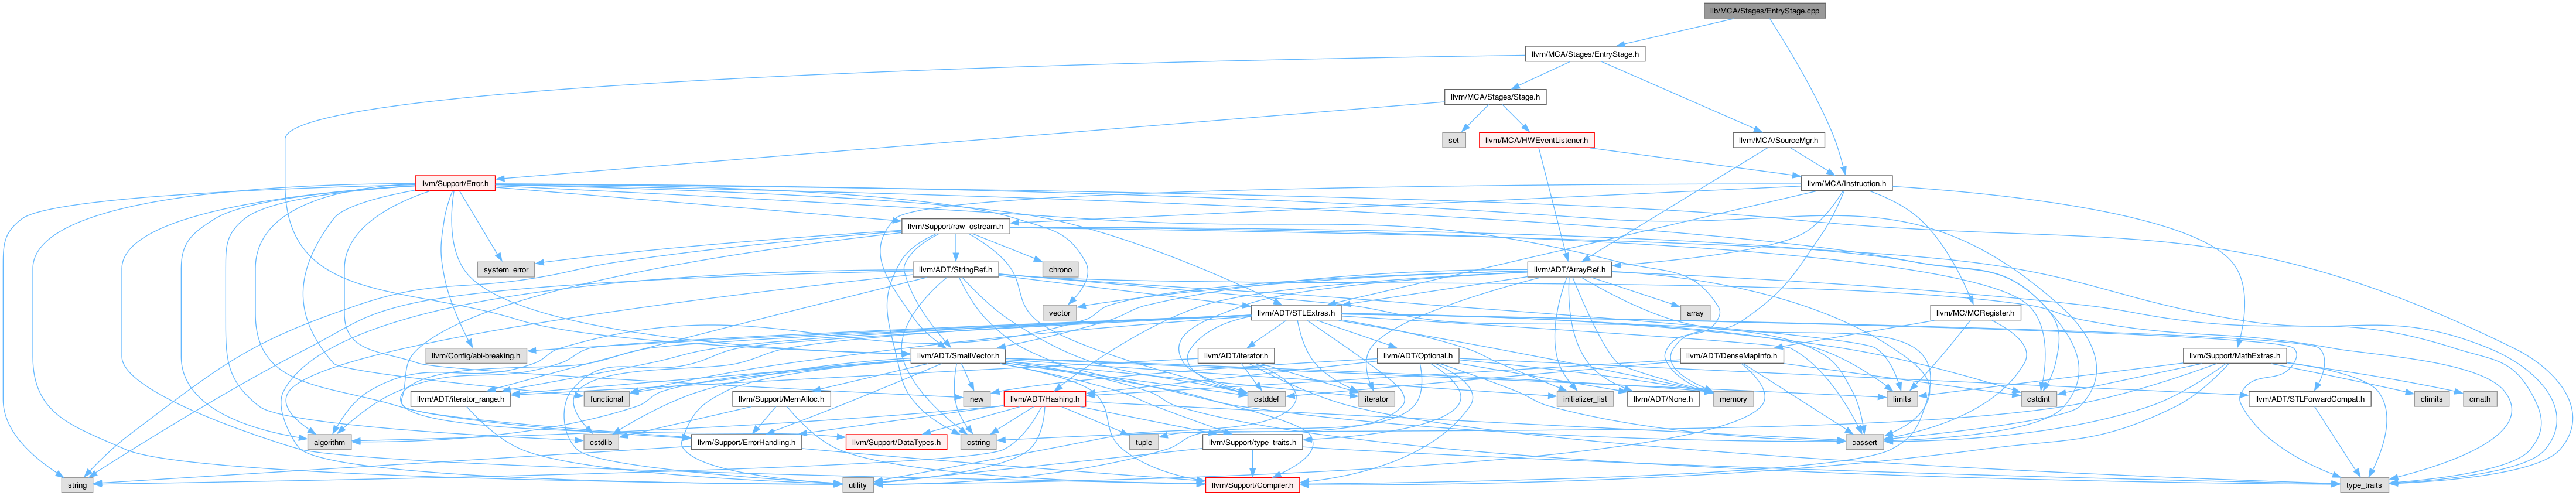 lib/MCA/Stages/EntryStage.cpp
llvm/MCA/Stages/EntryStage.h
llvm/MCA/Stages/Stage.h
set
llvm/MCA/HWEventListener.h
llvm/MCA/SourceMgr.h
llvm/Support/Error.h
llvm/MCA/Instruction.h
llvm/Support/raw_ostream.h
system_error
llvm/ADT/StringRef.h
chrono
llvm/ADT/ArrayRef.h
vector
llvm/ADT/STLExtras.h
array
llvm/MC/MCRegister.h
llvm/Config/abi-breaking.h
llvm/ADT/SmallVector.h
llvm/ADT/iterator.h
llvm/ADT/Optional.h
llvm/ADT/DenseMapInfo.h
llvm/Support/MathExtras.h
llvm/ADT/iterator_range.h
functional
llvm/Support/MemAlloc.h
new
llvm/ADT/Hashing.h
cstddef
iterator
initializer_list
llvm/ADT/None.h
memory
limits
cstdint
llvm/ADT/STLForwardCompat.h
climits
cmath
algorithm
cstdlib
llvm/Support/ErrorHandling.h
llvm/Support/DataTypes.h
cstring
tuple
llvm/Support/type_traits.h
cassert
string
utility
llvm/Support/Compiler.h
type_traits